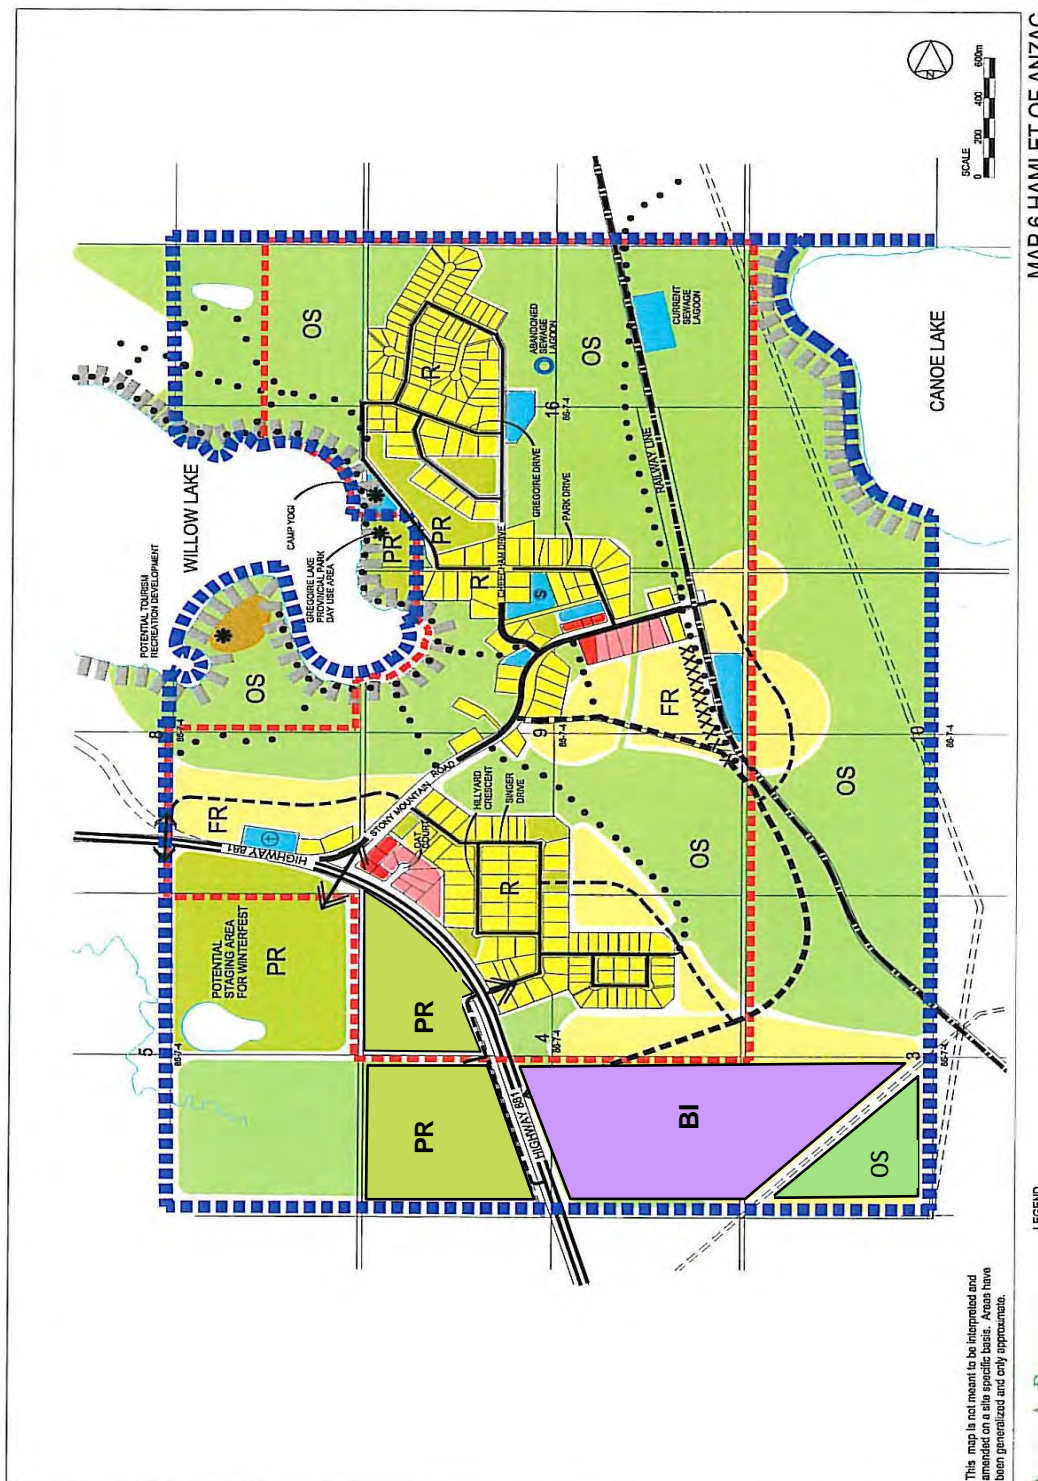 MAP 6 HAMLET OF ANZAC
SCALE
0 200 400 600m
N
WILLOW LAKE
CANOE LAKE
POTENTIAL TOURISM
RECREATION DEVELOPMENT
CAMP YOGI
GREGOIRE LAKE
PROVINCIAL PARK
DAY USE AREA
OS
OS
R
ABANDONED
SEWAGE
LAGOON
CURRENT
SEWAGE
LAGOON
OS
16
86-7-4
GREGOIRE DRIVE
PARK DRIVE
CHEECHAM DRIVE
RAILWAY LINE
PR
PR
R
S
OS
8
86-7-4
9
86-7-4
10
86-7-4
FR
FR
OS
STONY MOUNTAIN ROAD
HIGHWAY 881
HILLYARD
CRESCENT
SINGER
DRIVE
DAT
COURT
R
OS
POTENTIAL
STAGING AREA
FOR WINTERFEST
PR
PR
5
86-7-4
4
86-7-4
3
86-7-4
PR
HIGHWAY 881
BI
OS
LEGEND
This map is not meant to be interpreted and
amended on a site specific basis. Areas have
been generalized and only approximate.